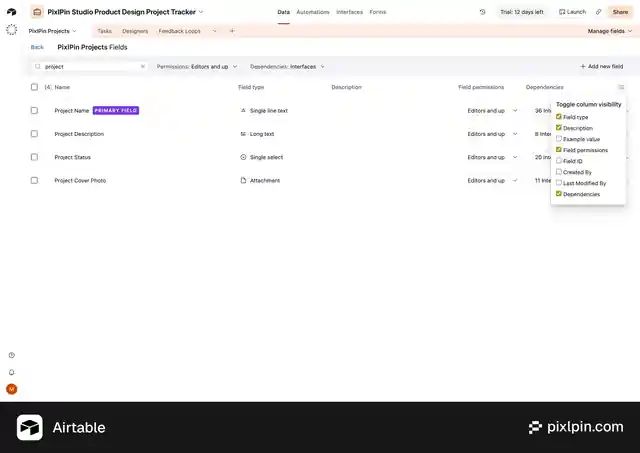 PixlPin Studio Product Design Project Tracker
Data
Automations
Interfaces
Forms
Trial: 12 days left
Launch
Share
PixlPin Projects
Tasks
Designers
Feedback Loops
Manage fields
Back
PixlPin Projects Fields
project
Permissions: Editors and up
Dependencies: Interfaces
Add new field
(4) Name
Field type
Description
Field permissions
Dependencies
Project Name PRIMARY FIELD
Single line text
Editors and up
Project Description
Long text
Editors and up
Project Status
Single select
Editors and up
Project Cover Photo
Attachment
Editors and up
Toggle column visibility
Field type
Description
Example value
Field permissions
Field ID
Created By
Last Modified By
Dependencies
M
Airtable
pixlpin.com